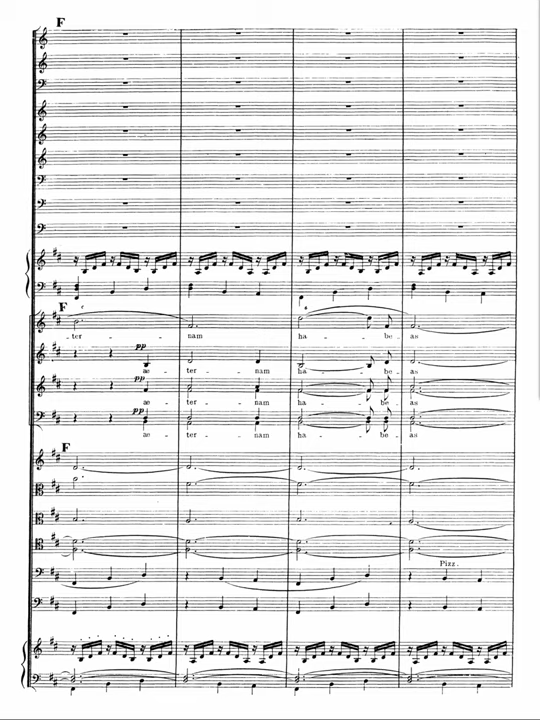 F
F
-ter- nam ha- be- as
pp
ae- ter- nam ha- be- as
pp
ae- ter- nam ha- be- as
pp
ae- ter- nam ha- be- as
F
Pizz.